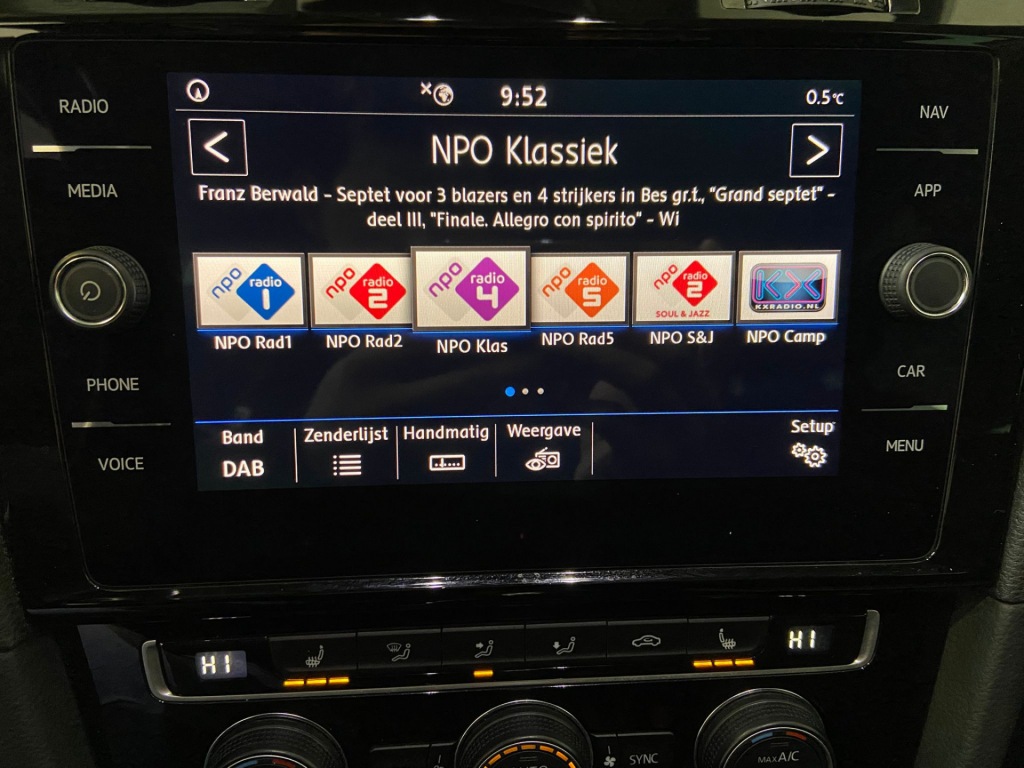 RADIO
MEDIA
PHONE
VOICE
9:52
0.5°C
<
NPO Klassiek
>
Franz Berwald - Septet voor 3 blazers en 4 strijkers in Bes gr.t., "Grand septet" -
deel III, "Finale. Allegro con spirito" - Wi
npo radio 1
npo radio 2
npo radio 4
npo radio 5
npo radio 2 SOUL & JAZZ
KX KXRADIO.NL
NPO Rad1
NPO Rad2
NPO Klas
NPO Rad5
NPO S&J
NPO Camp
Band
DAB
Zenderlijst
Handmatig
Weergave
Setup
NAV
APP
CAR
MENU
HI
HI
AUTO
SYNC
MAX A/C